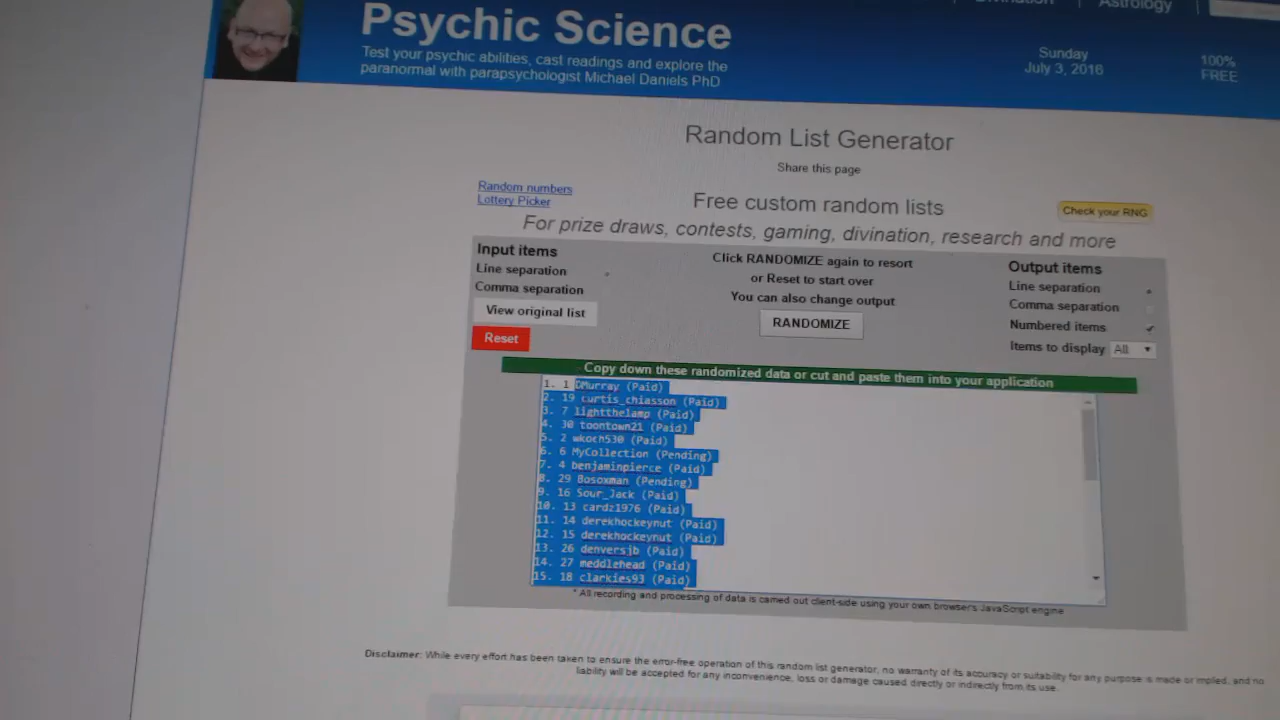 Astrology
Psychic Science
Test your psychic abilities, cast readings and explore the
paranormal with parapsychologist Michael Daniels PhD
Sunday
July 3, 2016
100%
FREE
Random List Generator
Share this page
Random numbers
Lottery Picker
Free custom random lists
Check your RNG
For prize draws, contests, gaming, divination, research and more
Input items
Line separation
Comma separation
View original list
Reset
Click RANDOMIZE again to resort
or Reset to start over
You can also change output
RANDOMIZE
Output items
Line separation
Comma separation
Numbered items
Items to display All
Copy down these randomized data or cut and paste them into your application
1. 1 DMurray (Paid)
2. 19 curtis_chiasson (Paid)
3. 7 lightthelamp (Paid)
4. 30 toontown21 (Paid)
5. 2 wkoch530 (Paid)
6. 6 MyCollection (Pending)
7. 4 benjaminpierce (Paid)
8. 29 Bosoxman (Pending)
9. 16 Sour_Jack (Paid)
10. 13 cardz1976 (Paid)
11. 14 derekhockeynut (Paid)
12. 15 derekhockeynut (Paid)
13. 26 denversjb (Paid)
14. 27 meddlehead (Paid)
15. 18 clarkies93 (Paid)
* All recording and processing of data is carried out client-side using your own browser's JavaScript engine
Disclaimer: While every effort has been taken to ensure the error-free operation of this random list generator, no warranty of its accuracy or suitability for any purpose is made or implied, and no
liability will be accepted for any inconvenience, loss or damage caused directly or indirectly from its use.